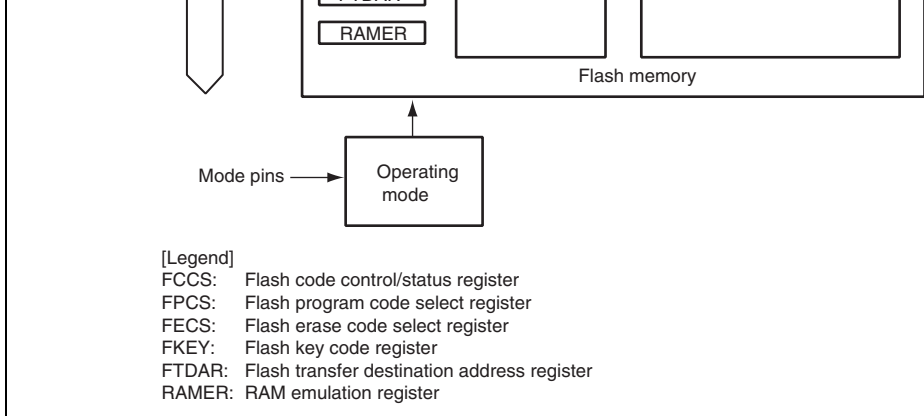 RAMER
Flash memory
Mode pins
Operating
mode
[Legend]
FCCS: Flash code control/status register
FPCS: Flash program code select register
FECS: Flash erase code select register
FKEY: Flash key code register
FTDAR: Flash transfer destination address register
RAMER: RAM emulation register